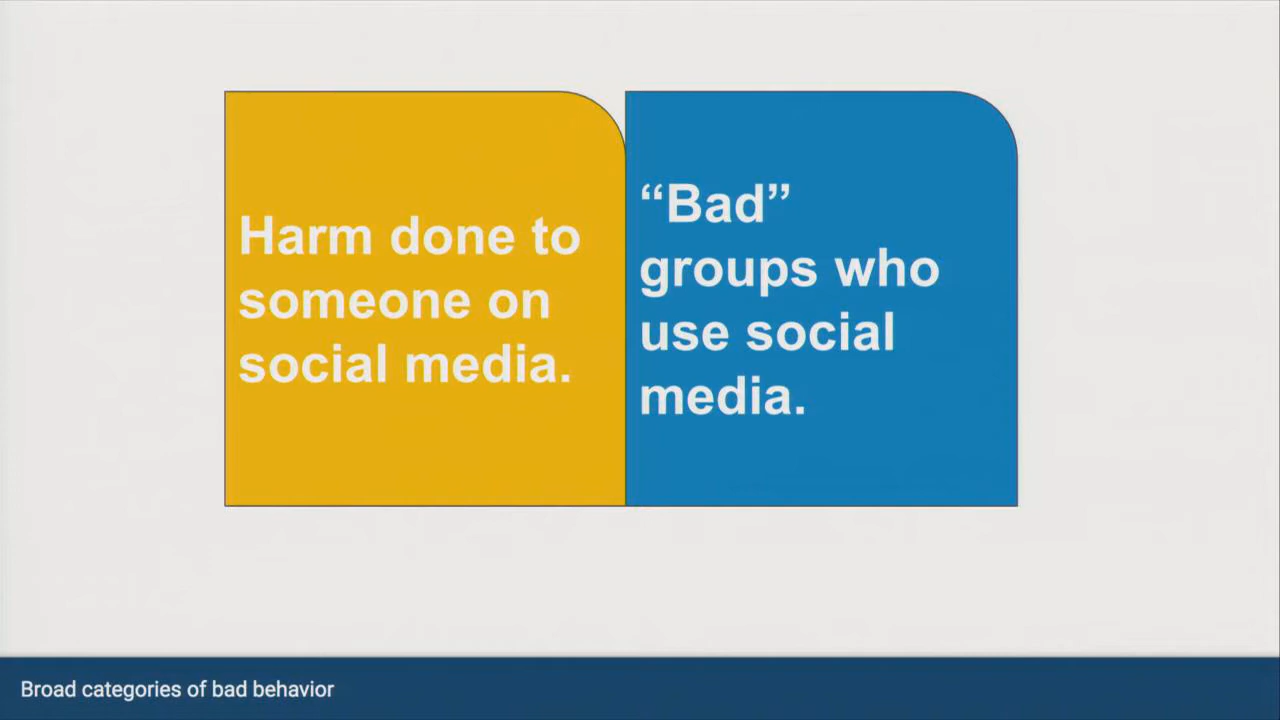 Harm done to
someone on
social media.
“Bad”
groups who
use social
media.
Broad categories of bad behavior